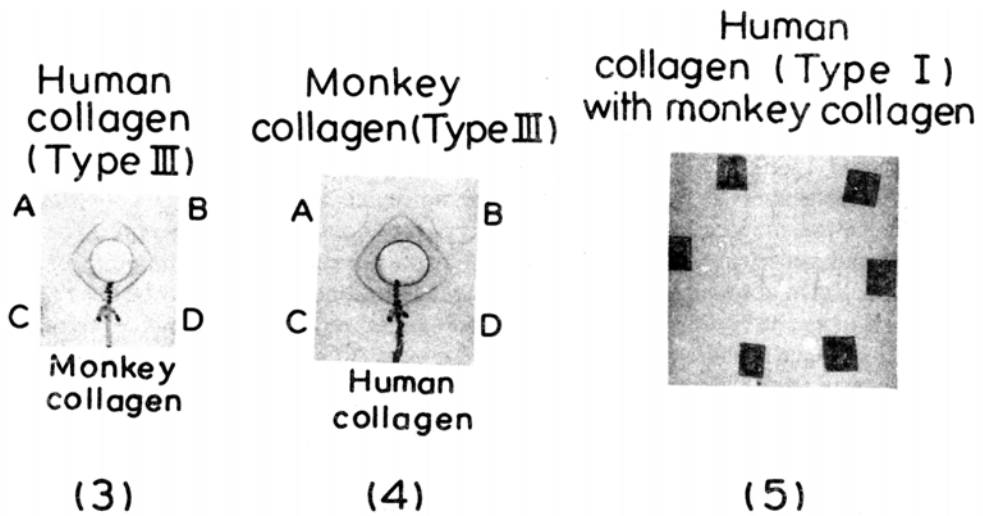 Human
collagen
(Type III)
A
B
C
D
Monkey
collagen
(3)
Monkey
collagen(Type III)
A
B
C
D
Human
collagen
(4)
Human
collagen (Type I)
with monkey collagen
(5)